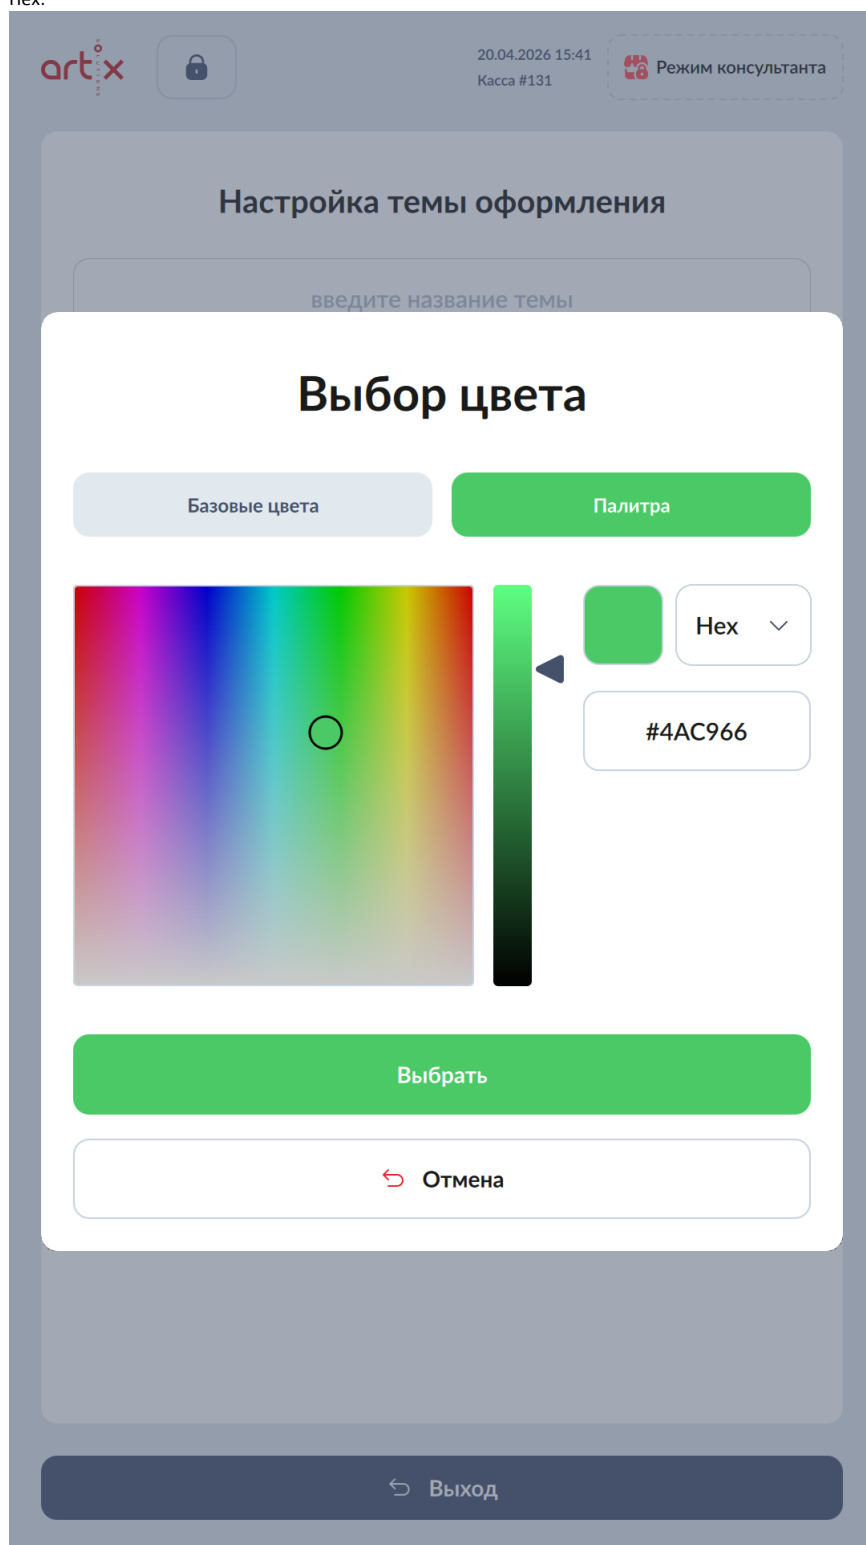 Hex.
artix
20.04.2026 15:41
Касса #131
Режим консультанта
Настройка темы оформления
введите название темы
Выбор цвета
Базовые цвета
Палитра
Hex
#4AC966
Выбрать
Отмена
Выход